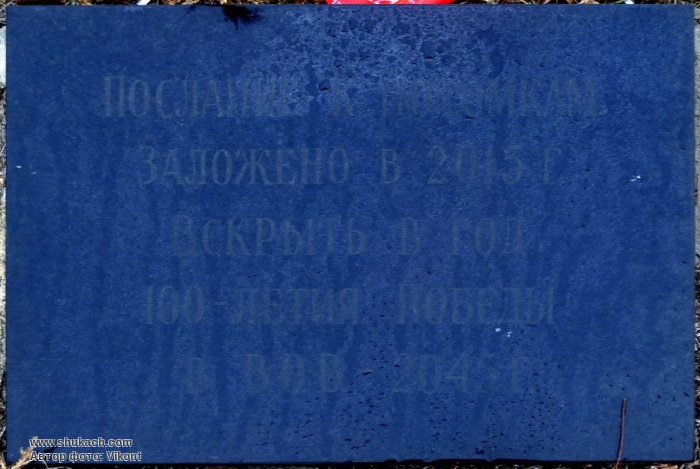 Послание к потомкам
заложено в 2015 г.
Вскрыть в год
100-летия Победы
в В.О.В. 2045 г.
www.shukach.com
Автор фото: Vikont